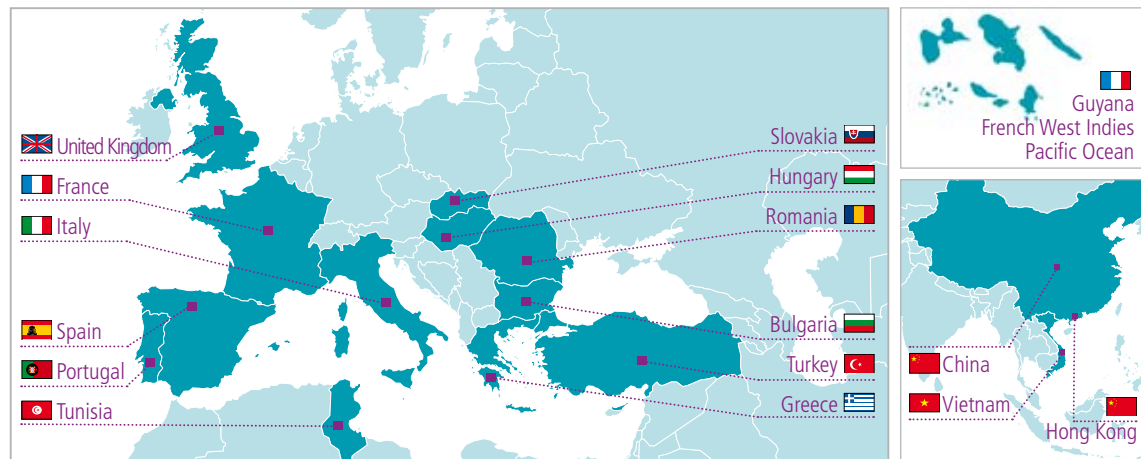 United Kingdom
France
Italy
Spain
Portugal
Tunisia
Slovakia
Hungary
Romania
Bulgaria
Turkey
Greece
Guyana
French West Indies
Pacific Ocean
China
Vietnam
Hong Kong